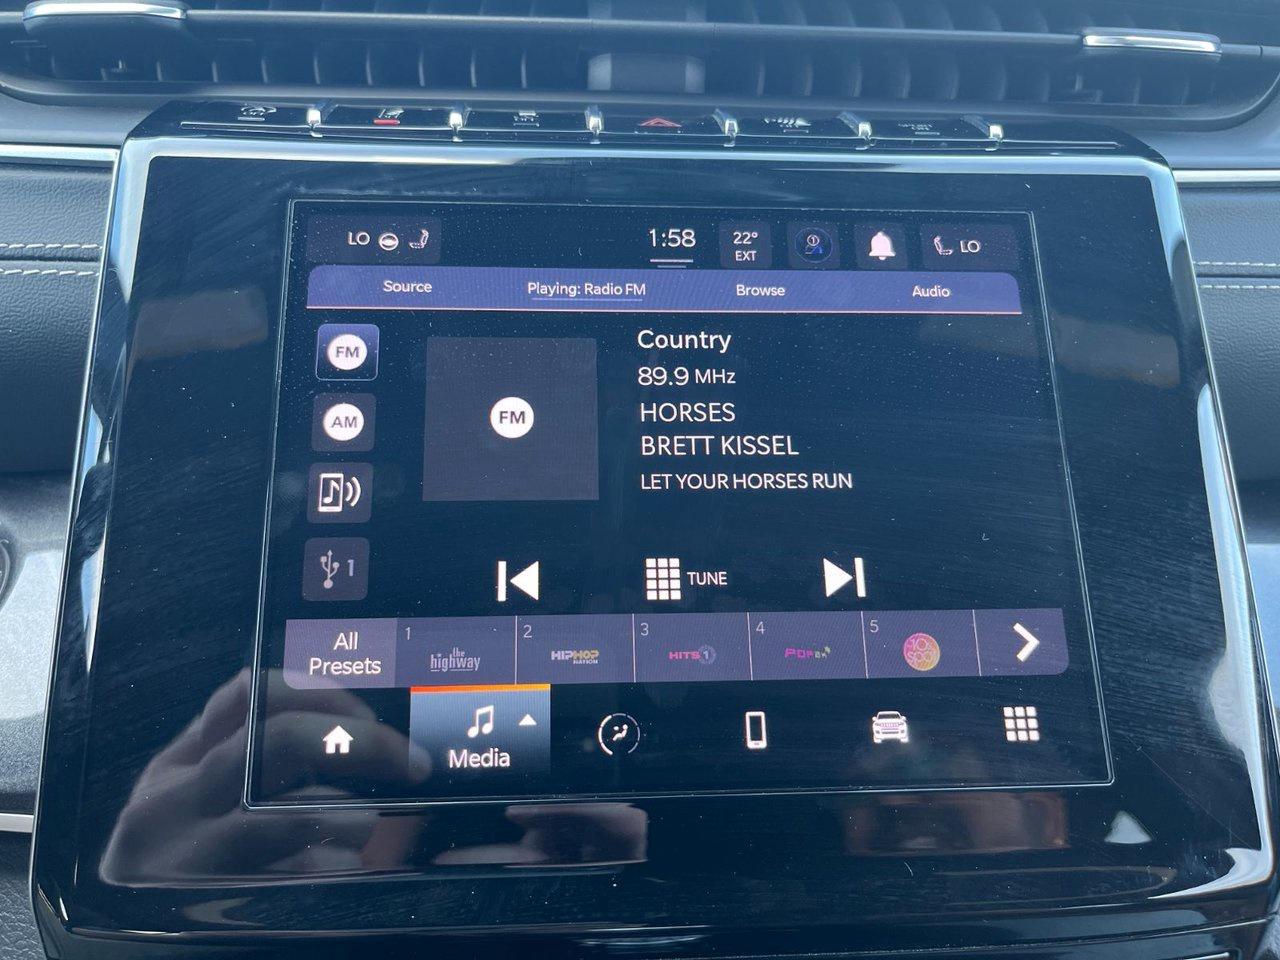 LO
1:58
22°
EXT
LO
Source
Playing: Radio FM
Browse
Audio
FM
Country
89.9 MHz
AM
FM
HORSES
BRETT KISSEL
LET YOUR HORSES RUN
1
TUNE
All
Presets
1
the
highway
2
HIPHOP
NATION
3
HITS 1
4
5
10s
spot
Media